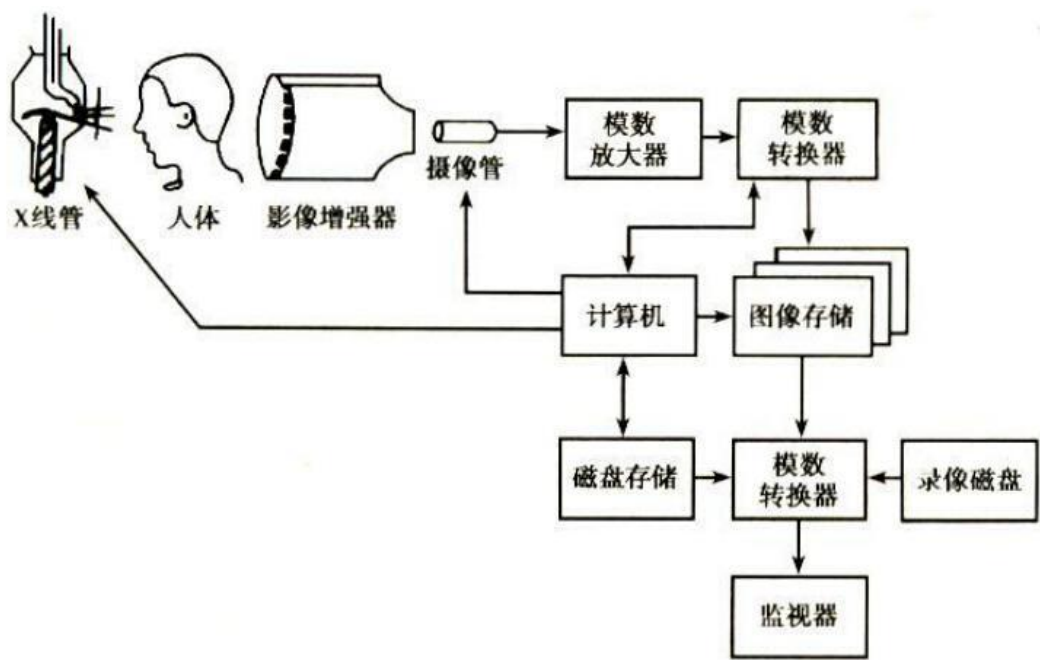 模数
放大器
模数
转换器
摄像管
X线管
人体
影像增强器
计算机
图像存储
磁盘存储
模数
转换器
录像磁盘
监视器